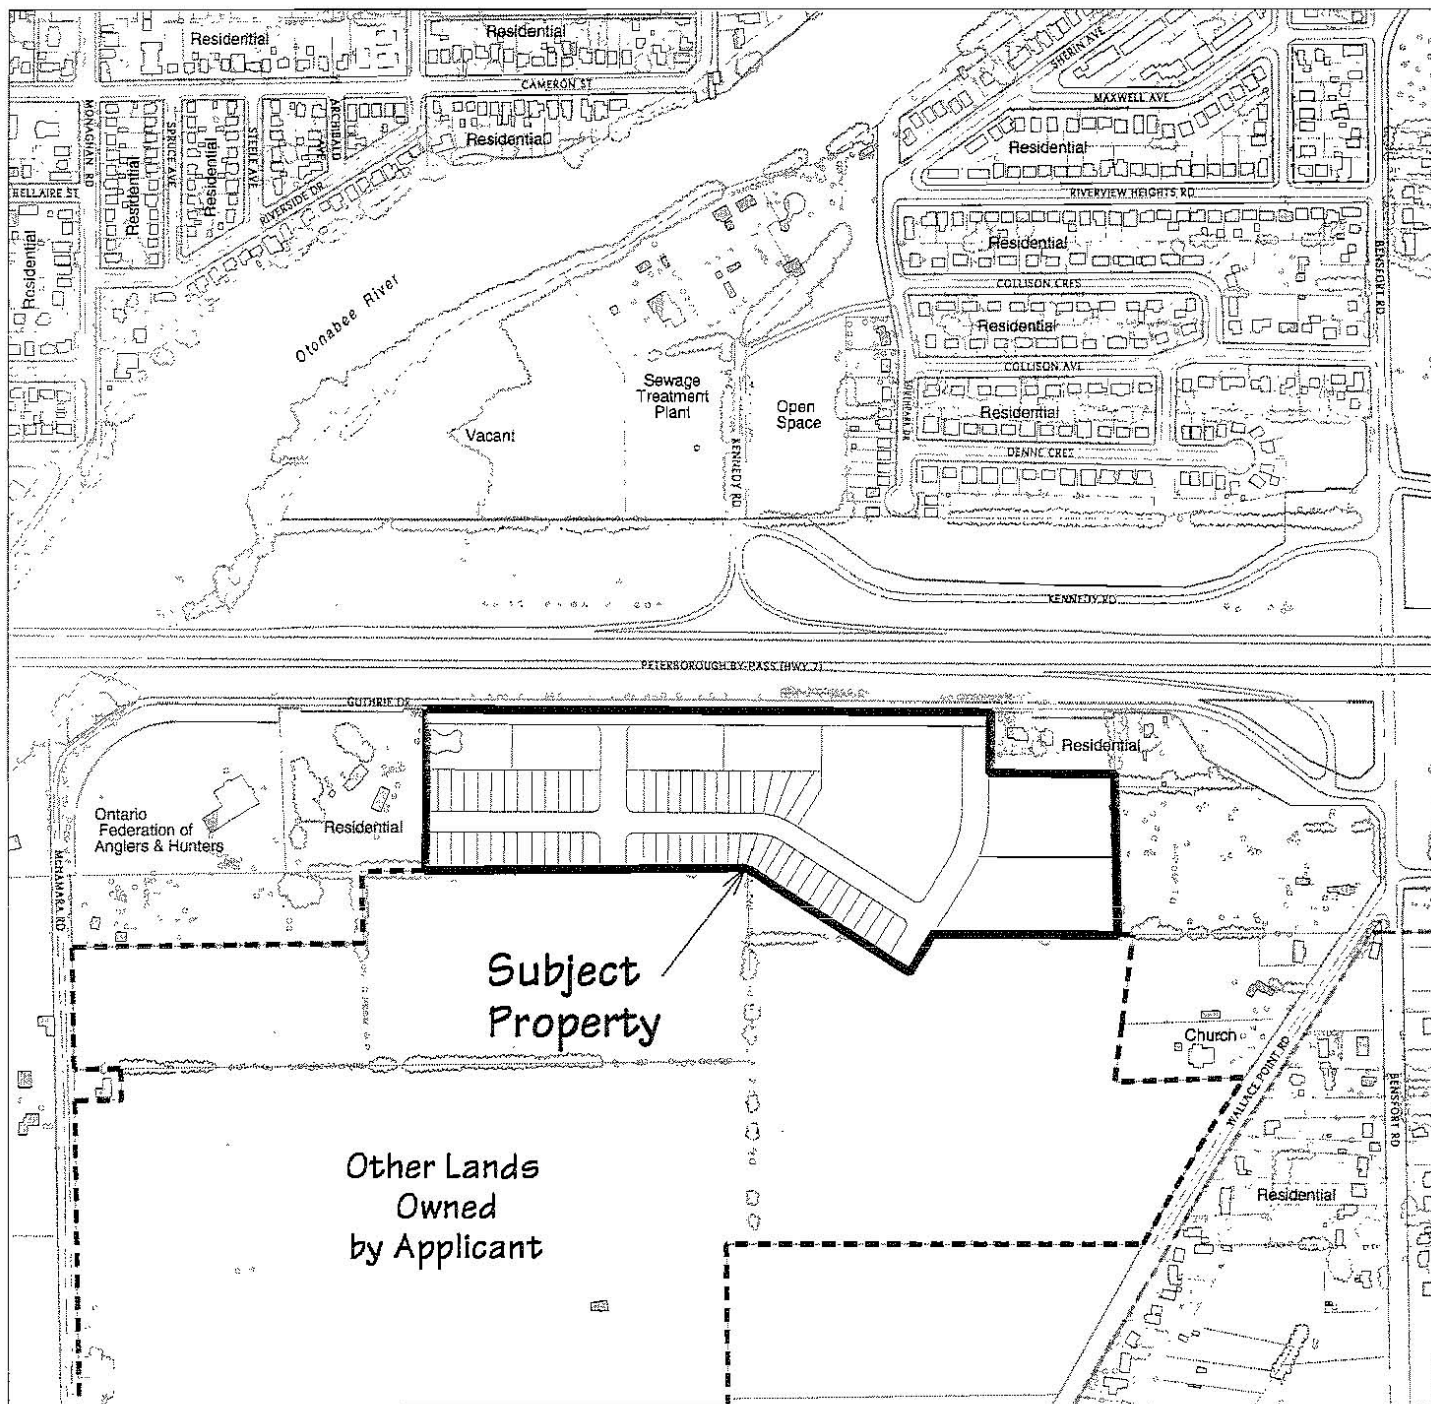 Residential
Residential
CAMERON ST
SHERIN AVE
MAXWELL AVE
MONAGHAN RD
SPRUCE AVE
STEELE AVE
ARCHIBALD
AVE
Residential
Residential
Residential
Residential
BELLAIRE ST
RIVERSIDE DR
RIVERVIEW HEIGHTS RD
Residential
Residential
Otonabee River
COLLISON CRES
BENSFORT RD
Residential
COLLISON AVE
Sewage
Treatment
Plant
Open
Space
Residential
Vacant
KENNEDY RD
DENNE CRES
KENNEDY RD
PETERBOROUGH BY-PASS (HWY 7)
GUTHRIE DR
Residential
Ontario
Federation of
Anglers & Hunters
Residential
McNAMARA RD
Subject
Property
Church
WALLACE POINT RD
BENSFORT RD
Other Lands
Owned
by Applicant
Residential